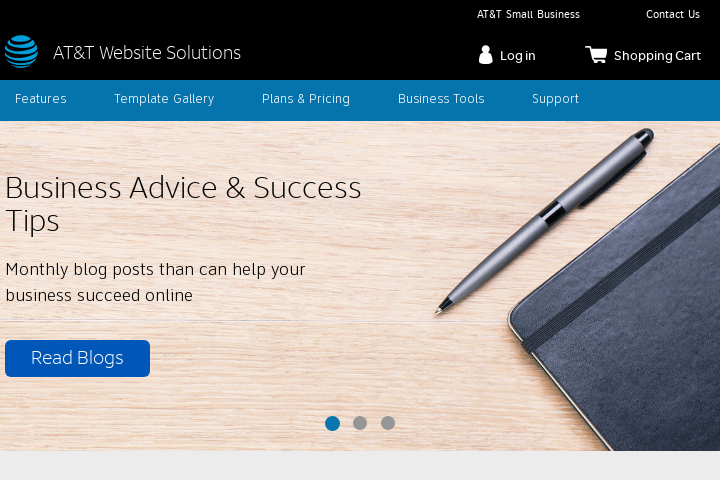 AT&T Small Business
Contact Us
AT&T Website Solutions
Log in
Shopping Cart
Features
Template Gallery
Plans & Pricing
Business Tools
Support
Business Advice & Success
Tips
Monthly blog posts than can help your
business succeed online
Read Blogs